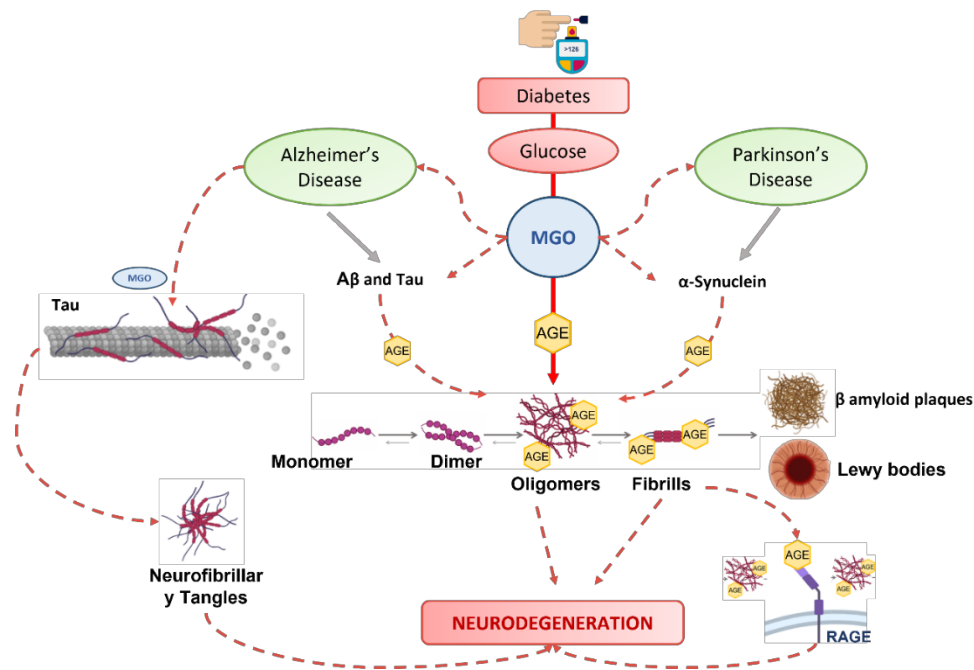 >126
Diabetes
Glucose
Alzheimer's
Disease
Parkinson's
Disease
MGO
MGO
Aβ and Tau
α-Synuclein
Tau
AGE
AGE
AGE
AGE
AGE
AGE
AGE
β amyloid plaques
Monomer
Dimer
Oligomers
Fibrills
Lewy bodies
Neurofibrillar
y Tangles
AGE
AGE
AGE
AGE
AGE
RAGE
NEURODEGENERATION